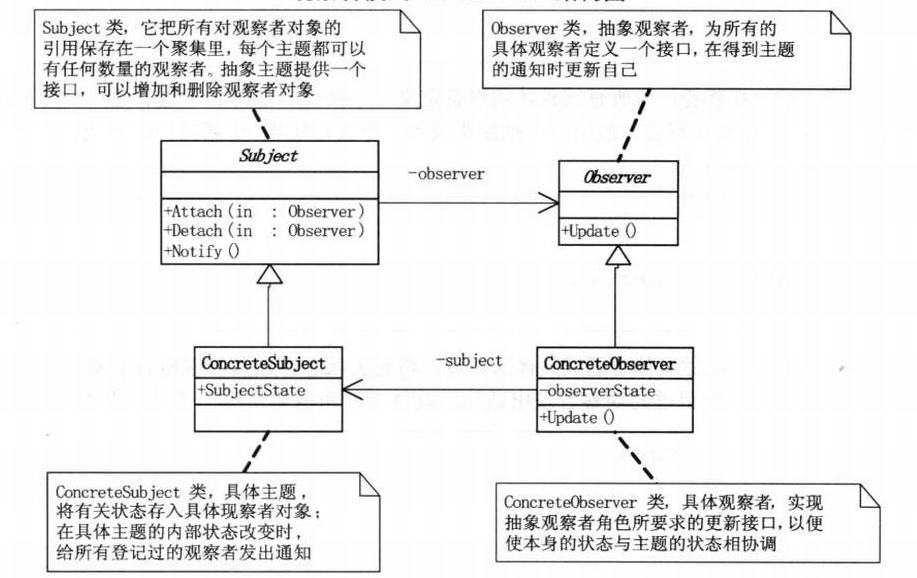 Subject 类，它把所有对观察者对象的
引用保存在一个聚集里，每个主题都可以
有任何数量的观察者。抽象主题提供一个
接口，可以增加和删除观察者对象
Observer 类，抽象观察者，为所有的
具体观察者定义一个接口，在得到主题
的通知时更新自己
Subject
+Attach(in : Observer)
+Detach(in : Observer)
+Notify()
-observer
Observer
+Update()
ConcreteSubject
+SubjectState
-subject
ConcreteObserver
-observerState
+Update()
ConcreteSubject 类，具体主题，
将有关状态存入具体现察者对象；
在具体主题的内部状态改变时，
给所有登记过的观察者发出通知
ConcreteObserver 类，具体观察者，实现
抽象观察者角色所要求的更新接口，以便
使本身的状态与主题的状态相协调